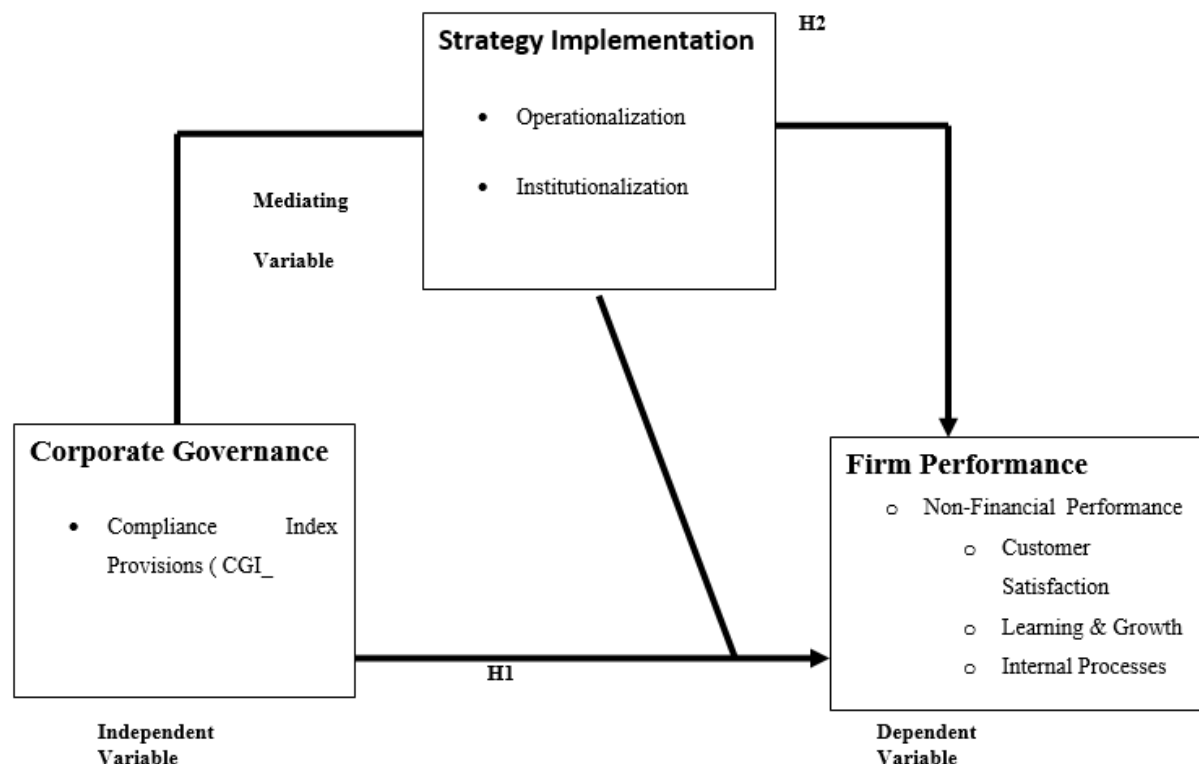 H2
Strategy Implementation
• Operationalization
• Institutionalization
Mediating
Variable
Corporate Governance
• Compliance Index
Provisions ( CGI_
Firm Performance
o Non-Financial Performance
o Customer
Satisfaction
o Learning & Growth
o Internal Processes
H1
Independent
Variable
Dependent
Variable